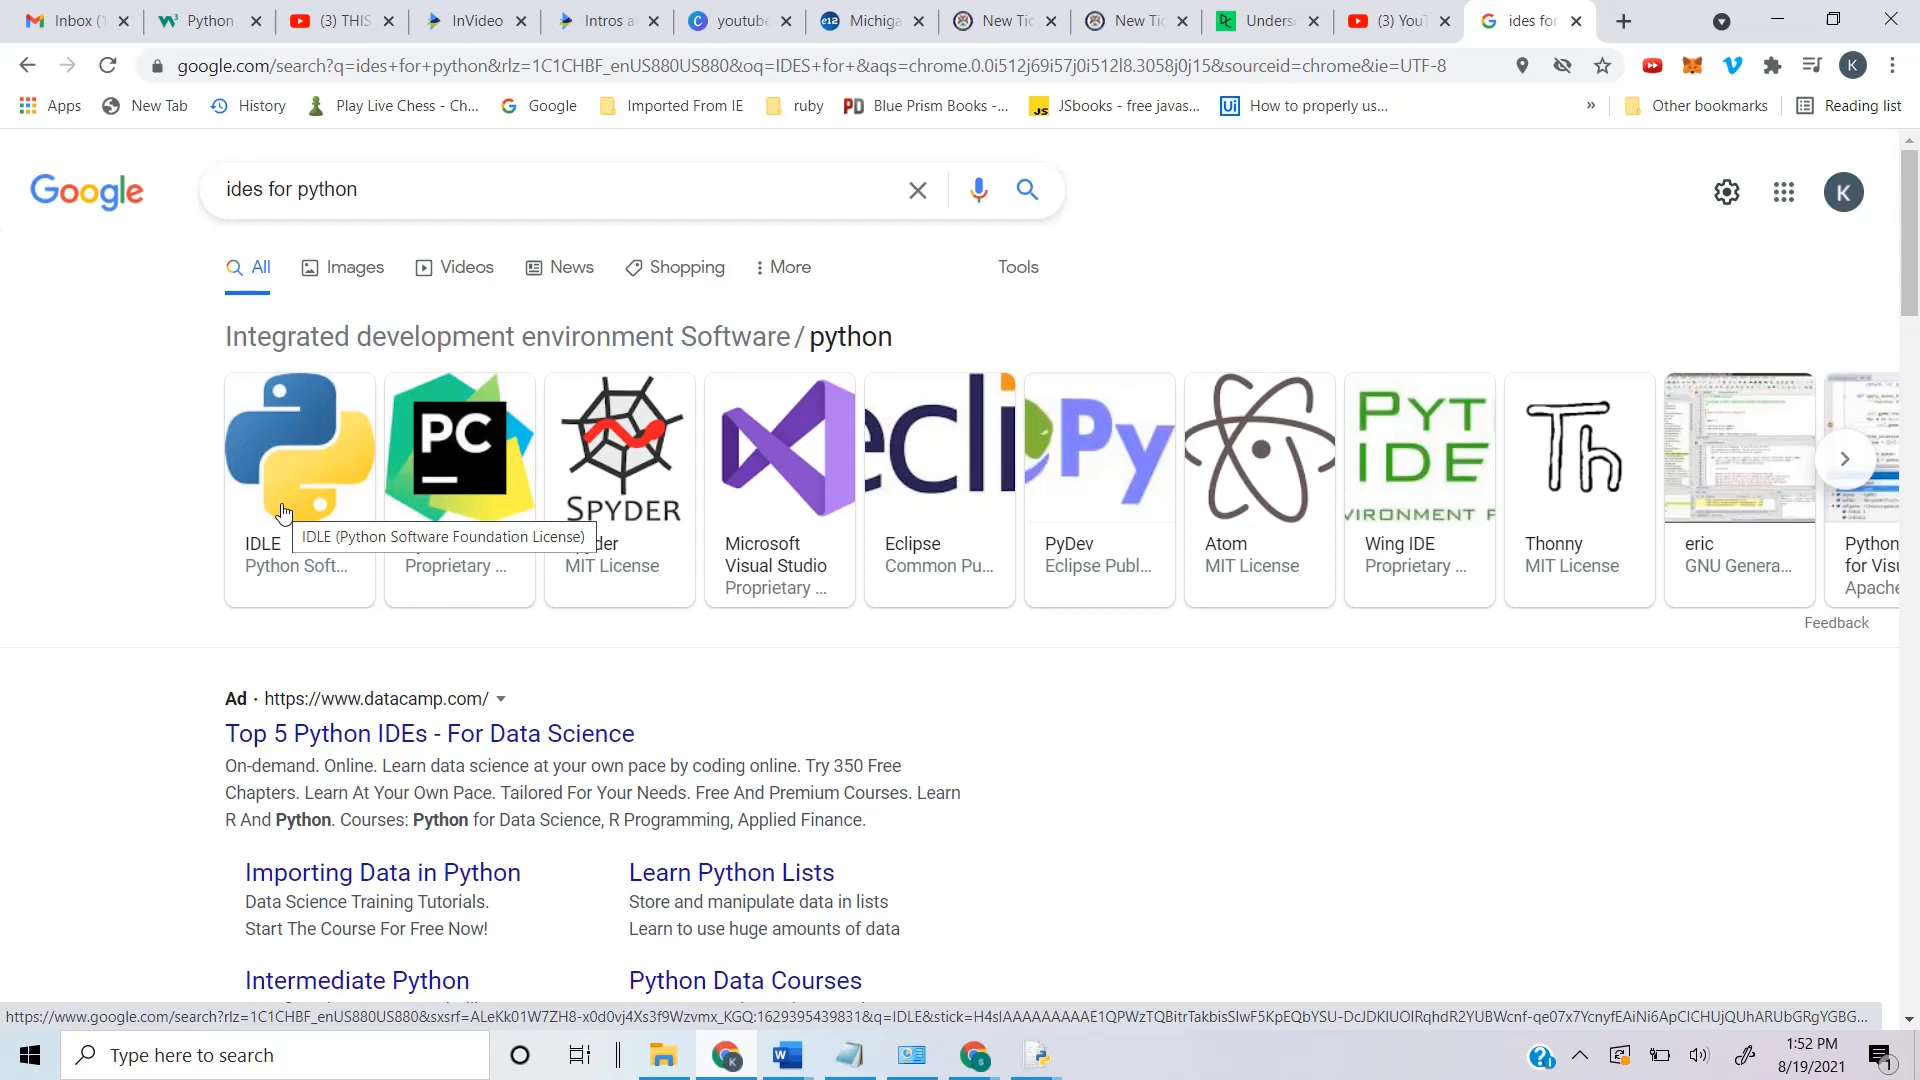 Inbox (1
Python
(3) THIS
InVideo
Intros a
youtube
Michiga
New Tic
New Tic
Unders
(3) YouT
ides for
google.com/search?q=ides+for+python&rlz=1C1CHBF_enUS880US880&oq=IDES+for+&aqs=chrome.0.0i512j69i57j0i512l8.3058j0j15&sourceid=chrome&ie=UTF-8
K
Apps
New Tab
History
Play Live Chess - Ch...
Google
Imported From IE
ruby
Blue Prism Books -...
JSbooks - free javas...
How to properly us...
Other bookmarks
Reading list
Google
ides for python
K
All
Images
Videos
News
Shopping
More
Tools
Integrated development environment Software / python
PC
SPYDER
ecli
Py
PYT
IDE
VIRONMENT F
Th
IDLE
Python Soft...
IDLE (Python Software Foundation License)
Proprietary ...
der
MIT License
Microsoft
Visual Studio
Proprietary ...
Eclipse
Common Pu...
PyDev
Eclipse Publ...
Atom
MIT License
Wing IDE
Proprietary ...
Thonny
MIT License
eric
GNU Genera...
Python
for Visu
Apache
Feedback
Ad · https://www.datacamp.com/
Top 5 Python IDEs - For Data Science
On-demand. Online. Learn data science at your own pace by coding online. Try 350 Free
Chapters. Learn At Your Own Pace. Tailored For Your Needs. Free And Premium Courses. Learn
R And Python. Courses: Python for Data Science, R Programming, Applied Finance.
Importing Data in Python
Data Science Training Tutorials.
Start The Course For Free Now!
Learn Python Lists
Store and manipulate data in lists
Learn to use huge amounts of data
Intermediate Python
Python Data Courses
Type here to search
1:52 PM
8/19/2021
1